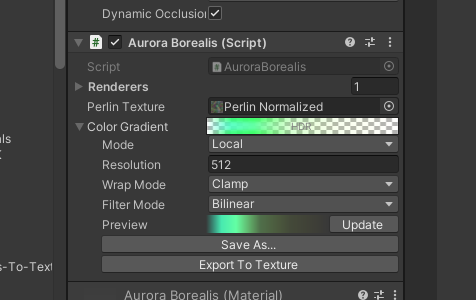 Dynamic Occlusion
# Aurora Borealis (Script)
Script # AuroraBorealis
Renderers 1
Perlin Texture Perlin Normalized
Color Gradient HDR
Mode Local
Resolution 512
Wrap Mode Clamp
Filter Mode Bilinear
Preview Update
Save As...
Export To Texture
Aurora Borealis (Material)
als
s-To-Text